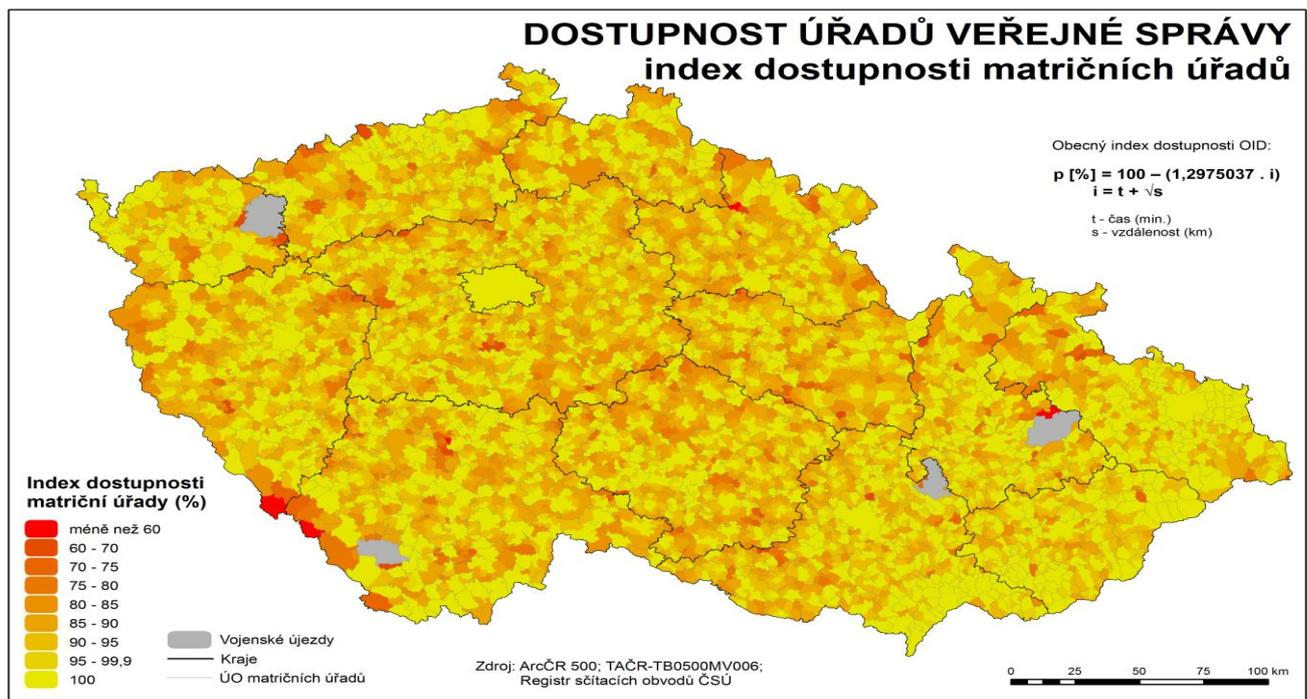 DOSTUPNOST ÚŘADŮ VEŘEJNÉ SPRÁVY
index dostupnosti matričních úřadů
Obecný index dostupnosti OID:
p [%] = 100 – (1,2975037 . i)
i = t + √s
t - čas (min.)
s - vzdálenost (km)
Index dostupnosti
matriční úřady (%)
méně než 60
60 - 70
70 - 75
75 - 80
80 - 85
85 - 90
90 - 95
95 - 99,9
100
Vojenské újezdy
Kraje
ÚO matričních úřadů
Zdroj: ArcČR 500; TAČR-TB0500MV006;
Registr sčítacích obvodů ČSÚ
0 25 50 75 100 km